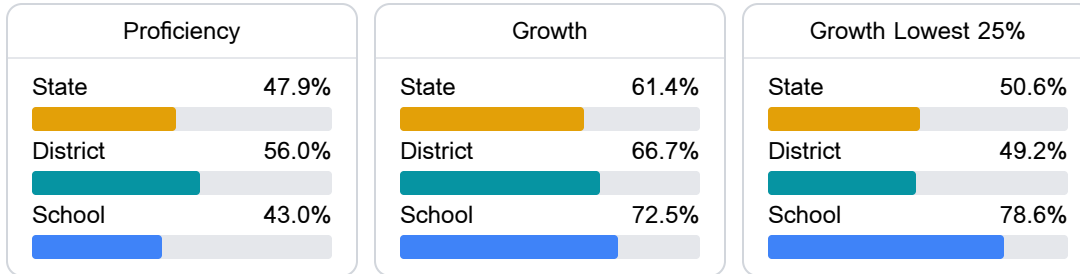 Proficiency
State 47.9%
District 56.0%
School 43.0%
Growth
State 61.4%
District 66.7%
School 72.5%
Growth Lowest 25%
State 50.6%
District 49.2%
School 78.6%